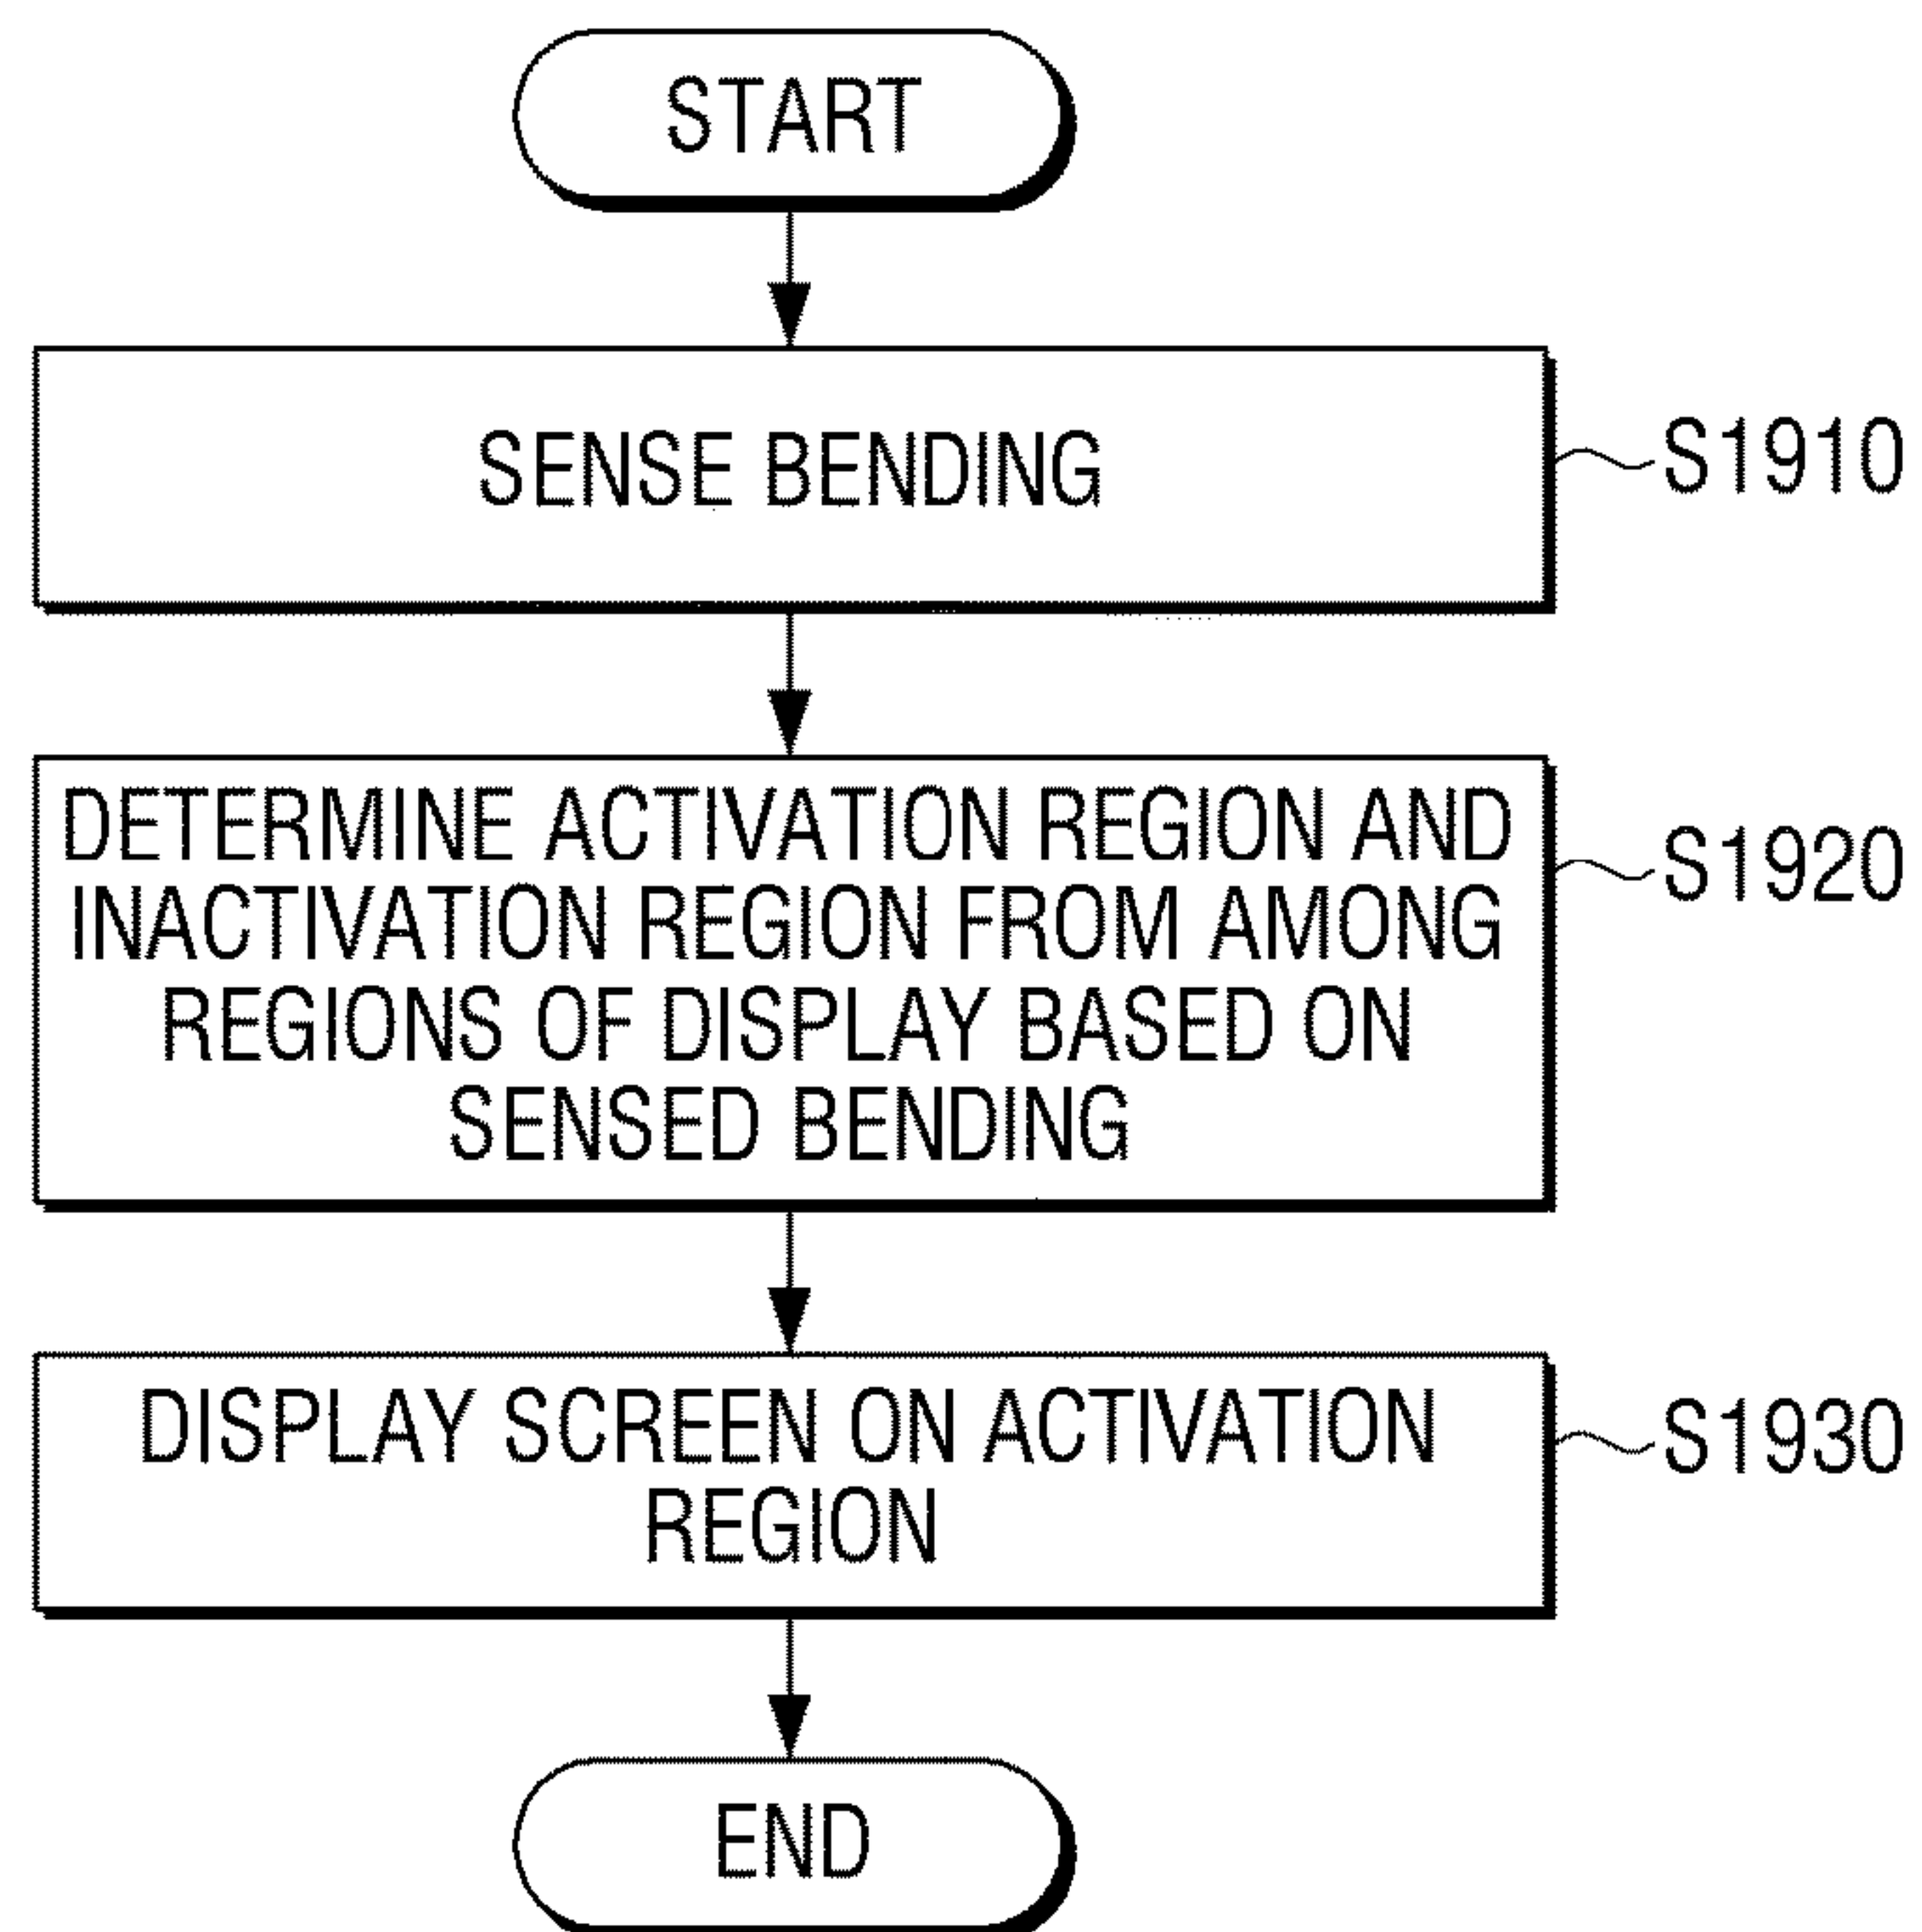 START
SENSE BENDING
S1910
DETERMINE ACTIVATION REGION AND
INACTIVATION REGION FROM AMONG
REGIONS OF DISPLAY BASED ON
SENSED BENDING
S1920
DISPLAY SCREEN ON ACTIVATION
REGION
S1930
END